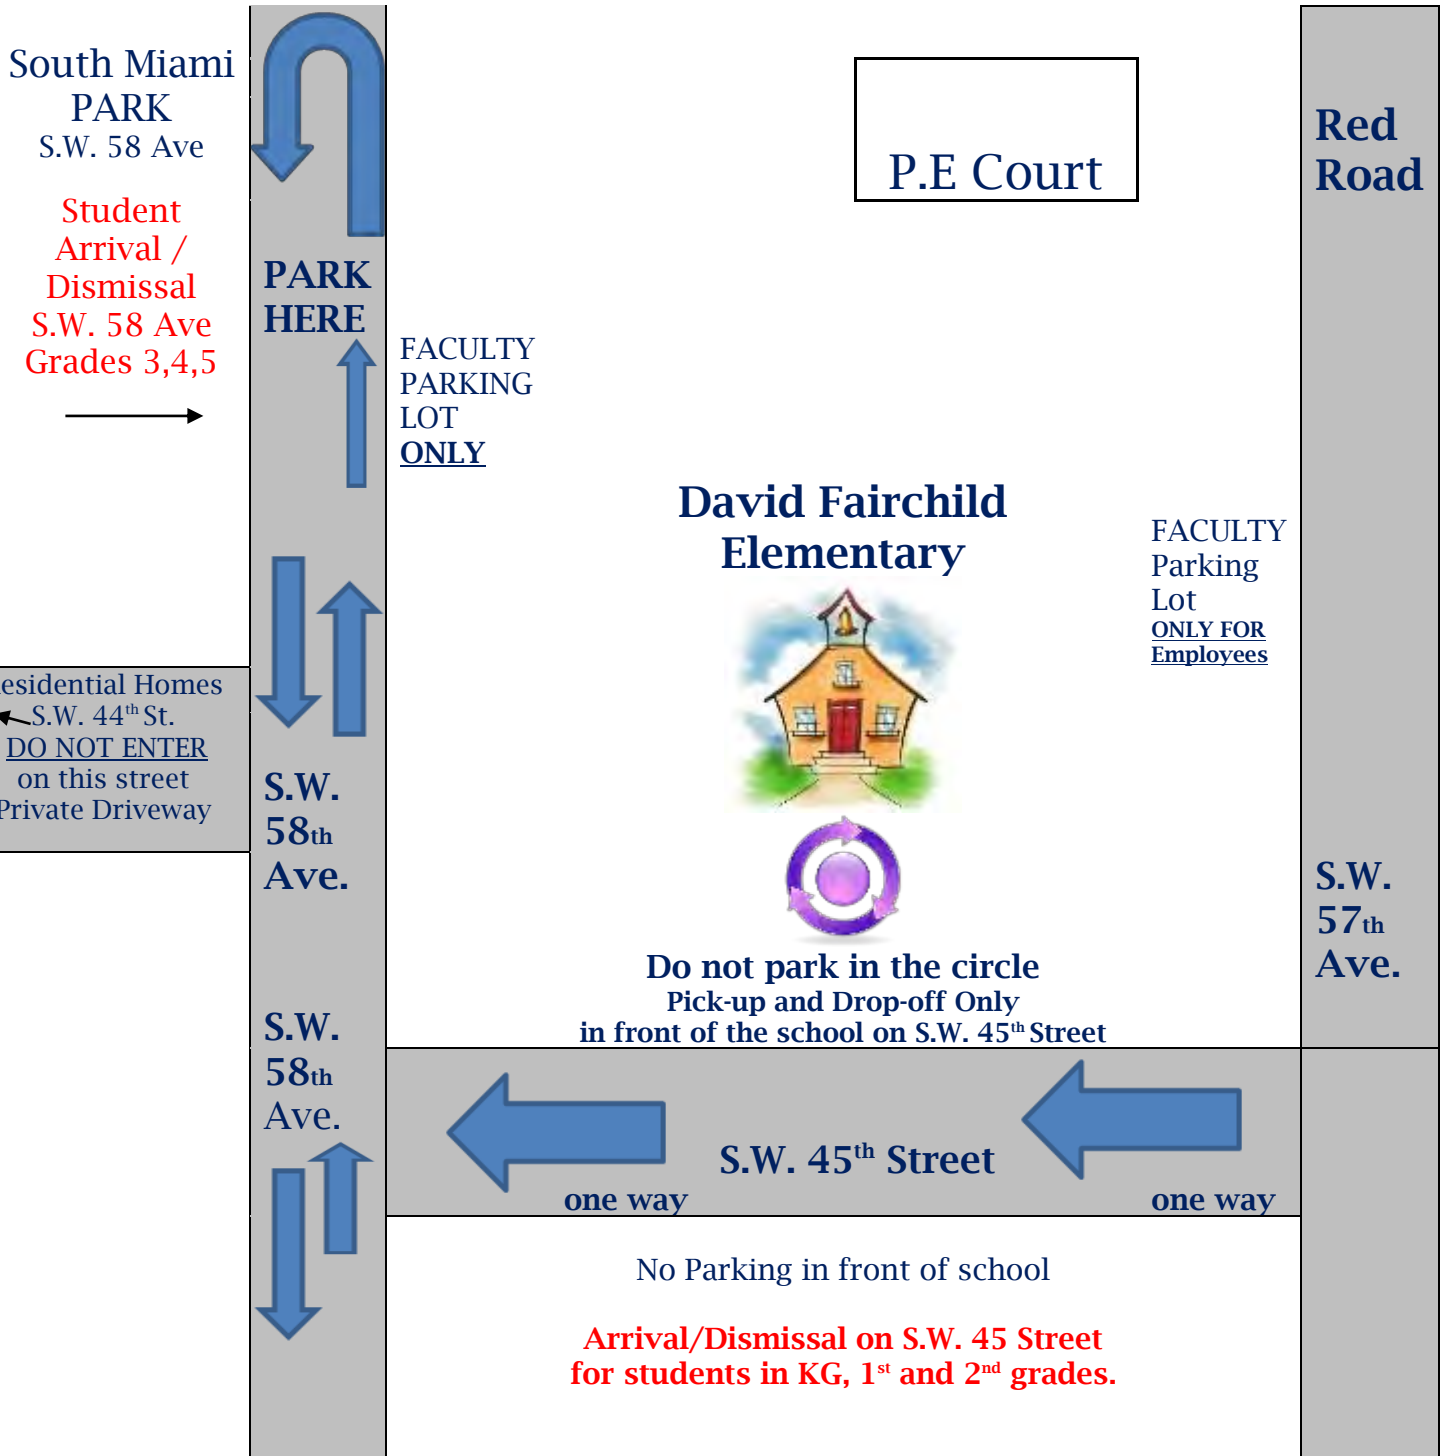 South Miami
PARK
S.W. 58 Ave
Student
Arrival /
Dismissal
S.W. 58 Ave
Grades 3,4,5
PARK
HERE
P.E Court
Red
Road
FACULTY
PARKING
LOT
ONLY
David Fairchild
Elementary
FACULTY
Parking
Lot
ONLY FOR
Employees
esidential Homes
S.W. 44th St.
DO NOT ENTER
on this street
Private Driveway
S.W.
58th
Ave.
S.W.
57th
Ave.
Do not park in the circle
Pick-up and Drop-off Only
in front of the school on S.W. 45th Street
S.W.
58th
Ave.
S.W. 45th Street
one way
one way
No Parking in front of school
Arrival/Dismissal on S.W. 45 Street
for students in KG, 1st and 2nd grades.